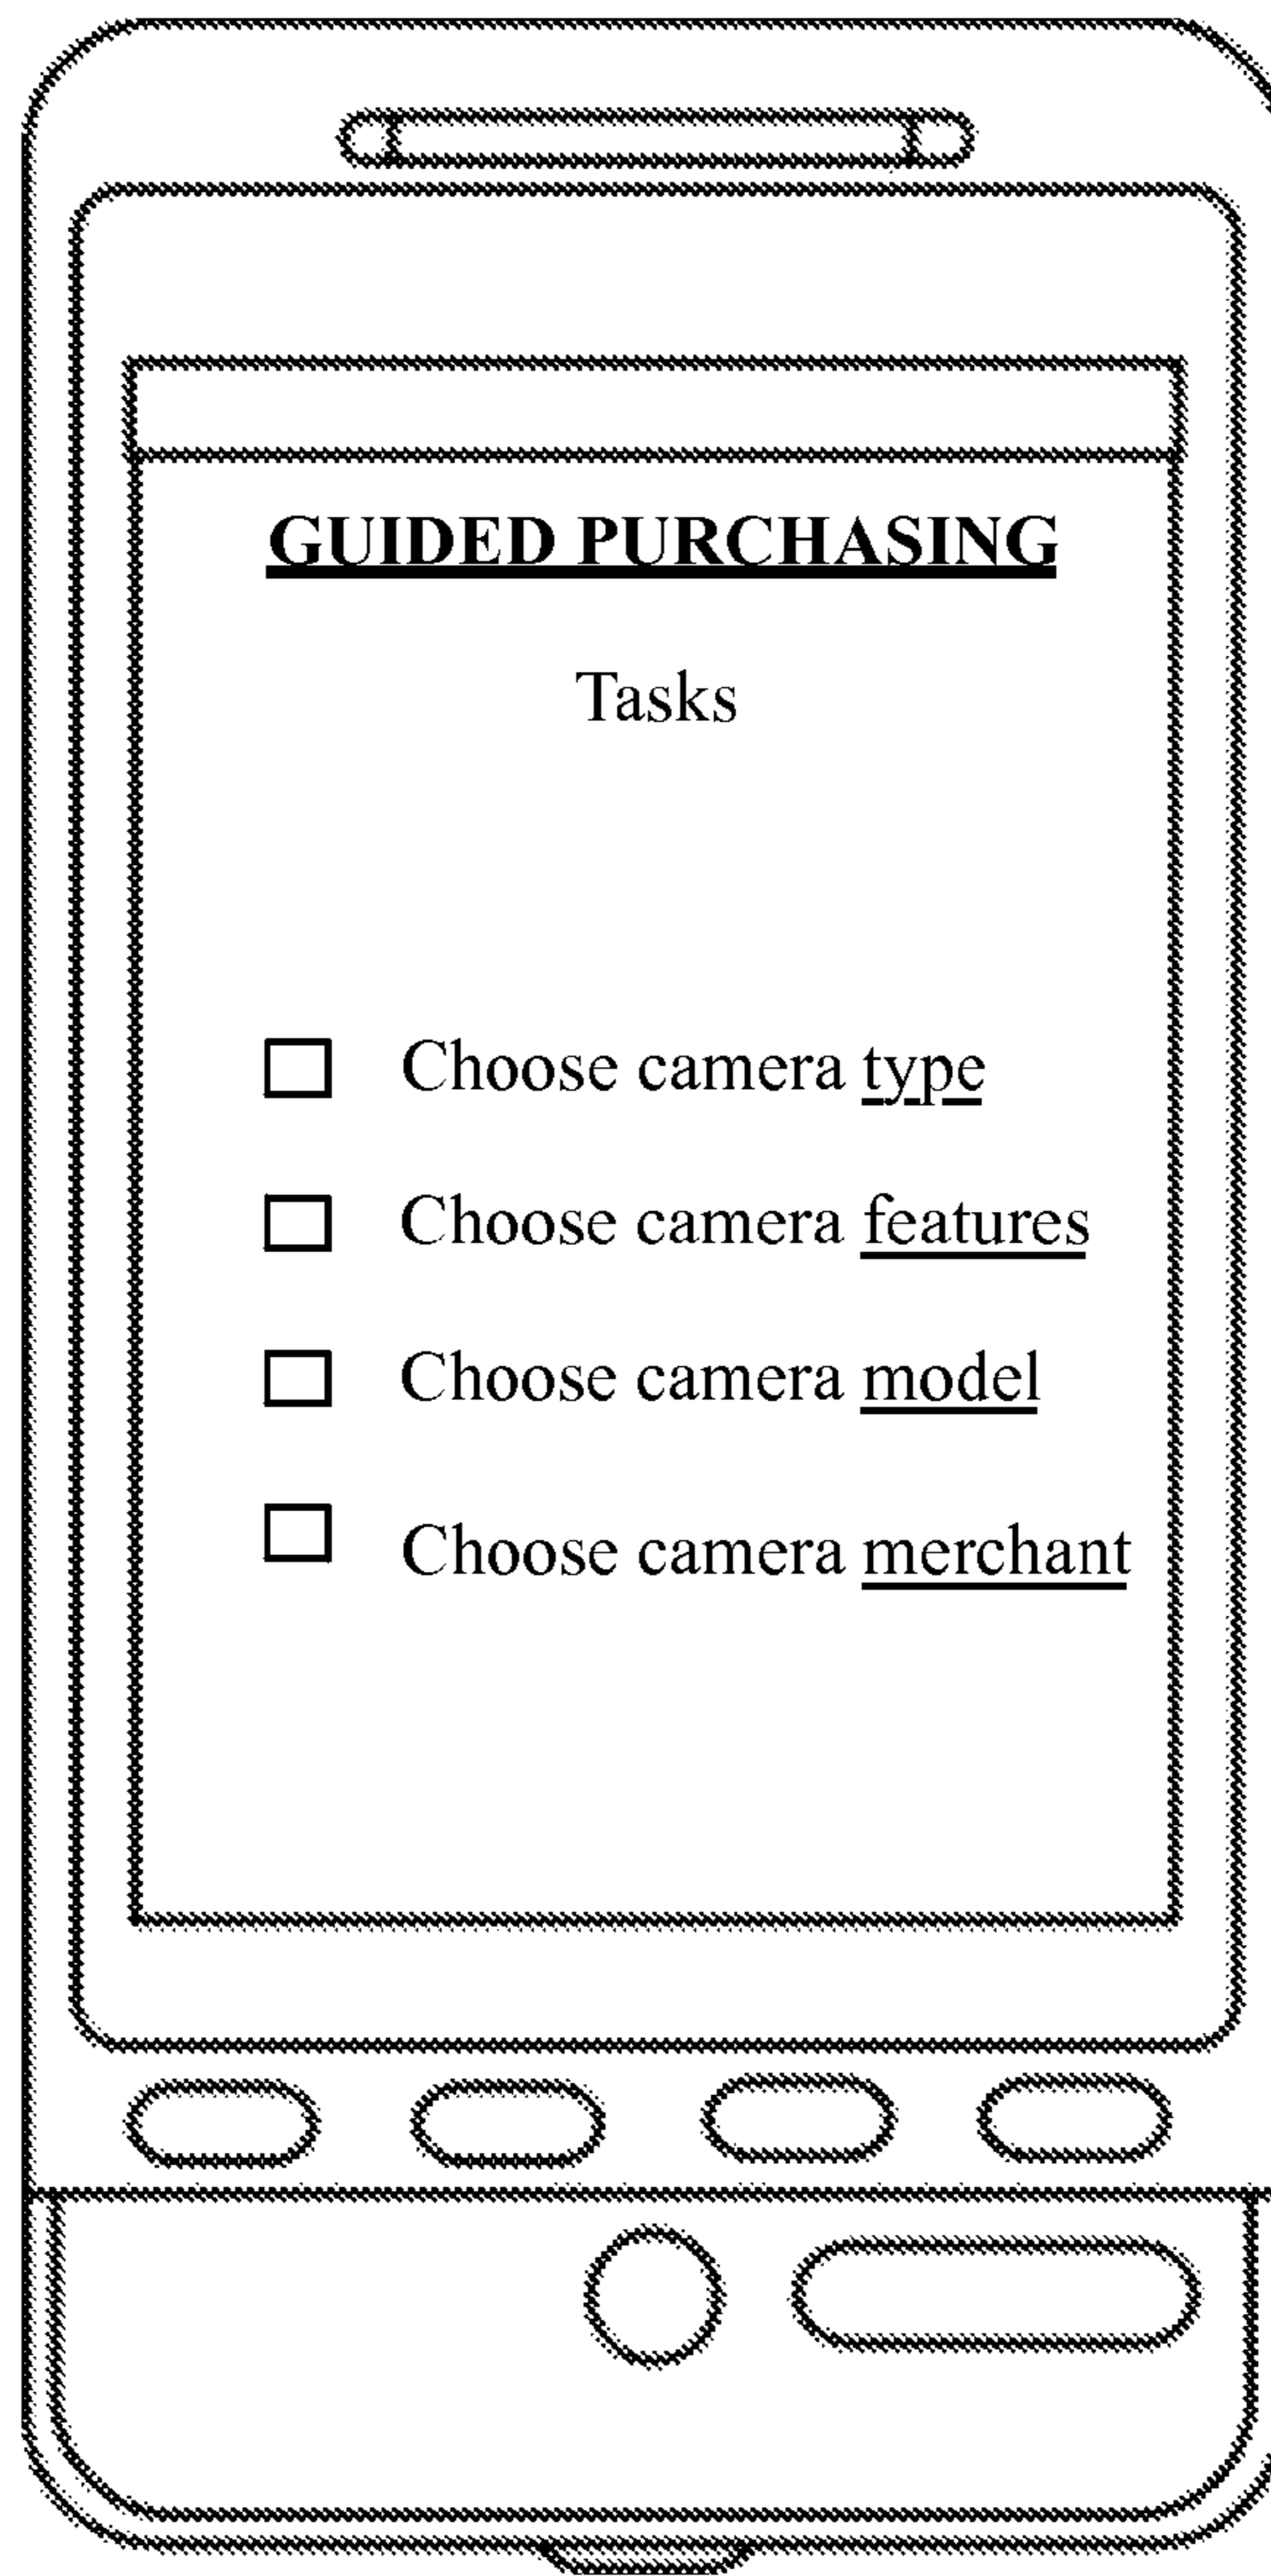 GUIDED PURCHASING
Tasks
Choose camera type
Choose camera features
Choose camera model
Choose camera merchant